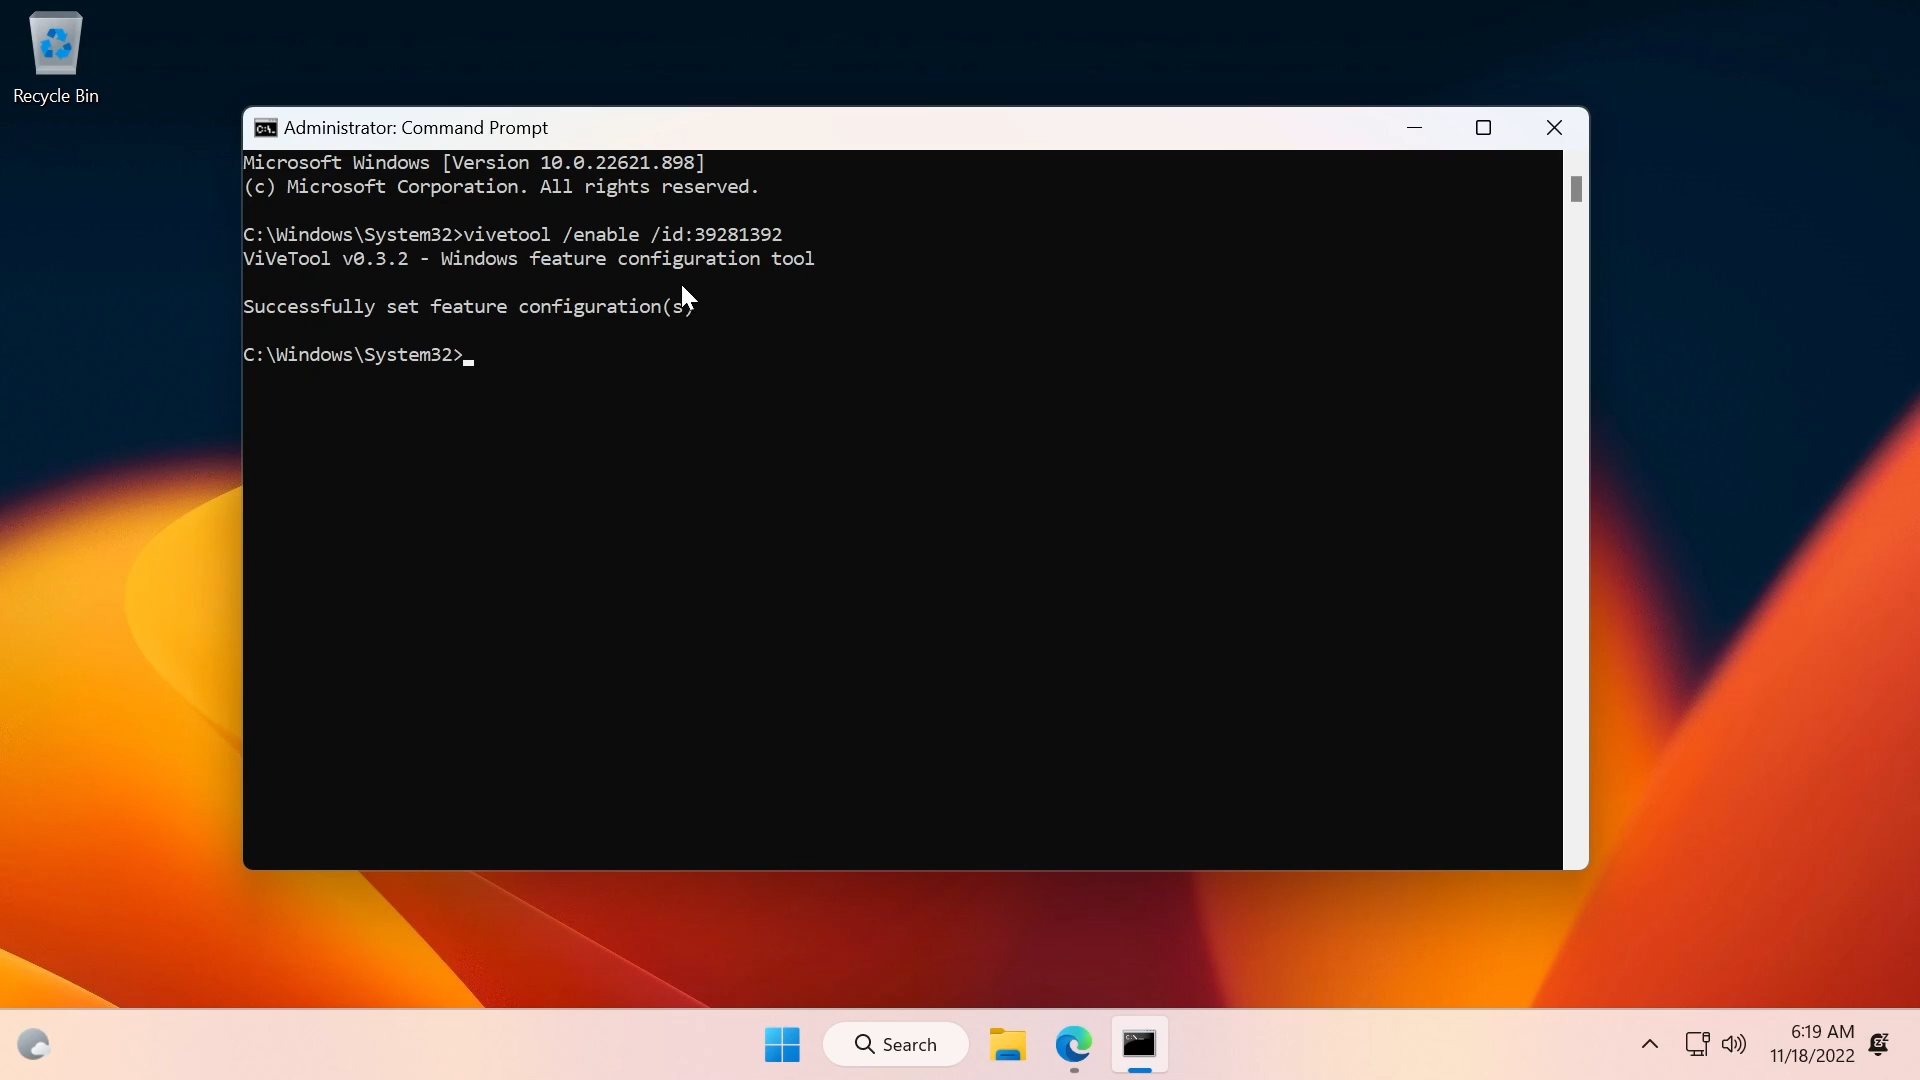 Recycle Bin
Administrator: Command Prompt
Microsoft Windows [Version 10.0.22621.898]
(c) Microsoft Corporation. All rights reserved.
C:\Windows\System32>vivetool /enable /id:39281392
ViVeTool v0.3.2 - Windows feature configuration tool
Successfully set feature configuration(s)
C:\Windows\System32>
Search
6:19 AM
11/18/2022